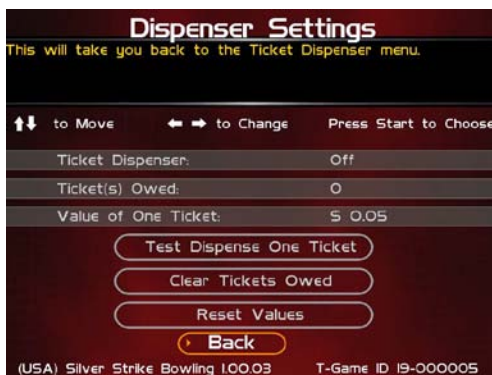 Dispenser Settings
This will take you back to the Ticket Dispenser menu.
to Move to Change Press Start to Choose
Ticket Dispenser: Off
Ticket(s) Owed: 0
Value of One Ticket: $ 0.05
Test Dispense One Ticket
Clear Tickets Owed
Reset Values
Back
(USA) Silver Strike Bowling 1.00.03 T-Game ID 19-000005